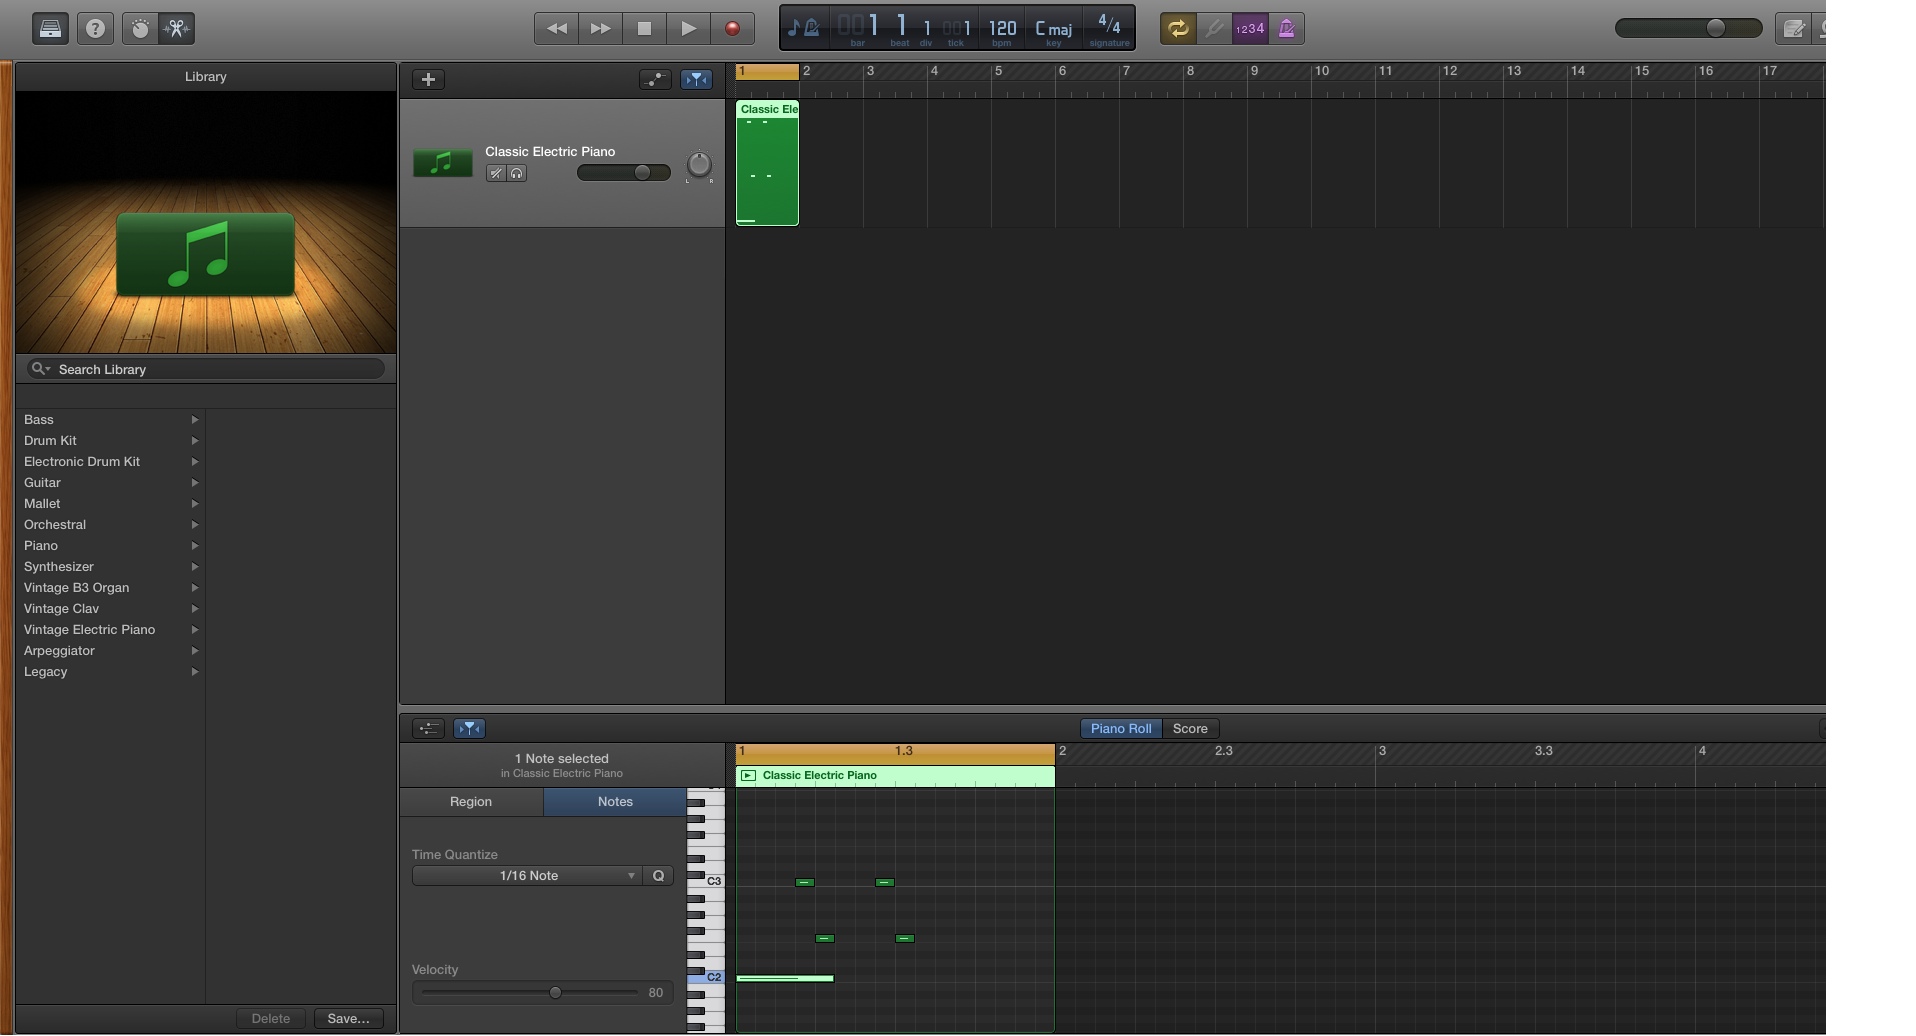 ?
1 1 1 1 120 C maj 4/4
bar beat div tick bpm key signature
1234
Library
1 2 3 4 5 6 7 8 9 10 11 12 13 14 15 16 17
Classic Ele
Classic Electric Piano
L R
Search Library
Bass
Drum Kit
Electronic Drum Kit
Guitar
Mallet
Orchestral
Piano
Synthesizer
Vintage B3 Organ
Vintage Clav
Vintage Electric Piano
Arpeggiator
Legacy
Delete Save...
Piano Roll Score
1 Note selected
in Classic Electric Piano
1 1.3 2 2.3 3 3.3 4
Classic Electric Piano
Region Notes
Time Quantize
1/16 Note Q
C3
C2
Velocity
80